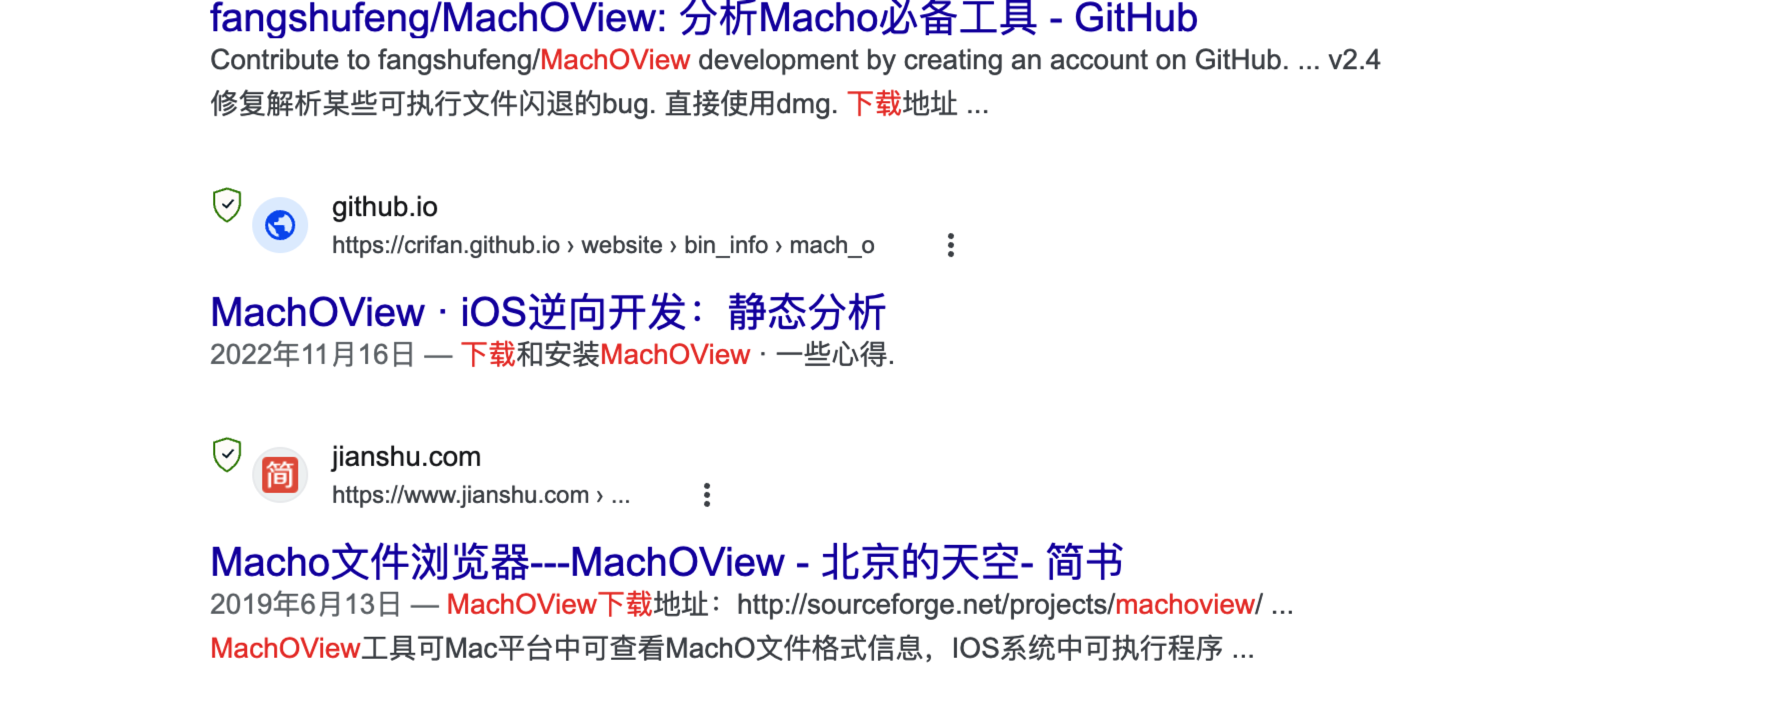 fangshufeng/MachOView: 分析Macho必备工具 - GitHub
Contribute to fangshufeng/MachOView development by creating an account on GitHub. ... v2.4
修复解析某些可执行文件闪退的bug. 直接使用dmg. 下载地址 ...
github.io
https://crifan.github.io › website › bin_info › mach_o
MachOView · iOS逆向开发：静态分析
2022年11月16日 — 下载和安装MachOView · 一些心得.
简
jianshu.com
https://www.jianshu.com › ...
Macho文件浏览器---MachOView - 北京的天空- 简书
2019年6月13日 — MachOView下载地址：http://sourceforge.net/projects/machoview/ ...
MachOView工具可Mac平台中可查看MachO文件格式信息，IOS系统中可执行程序 ...